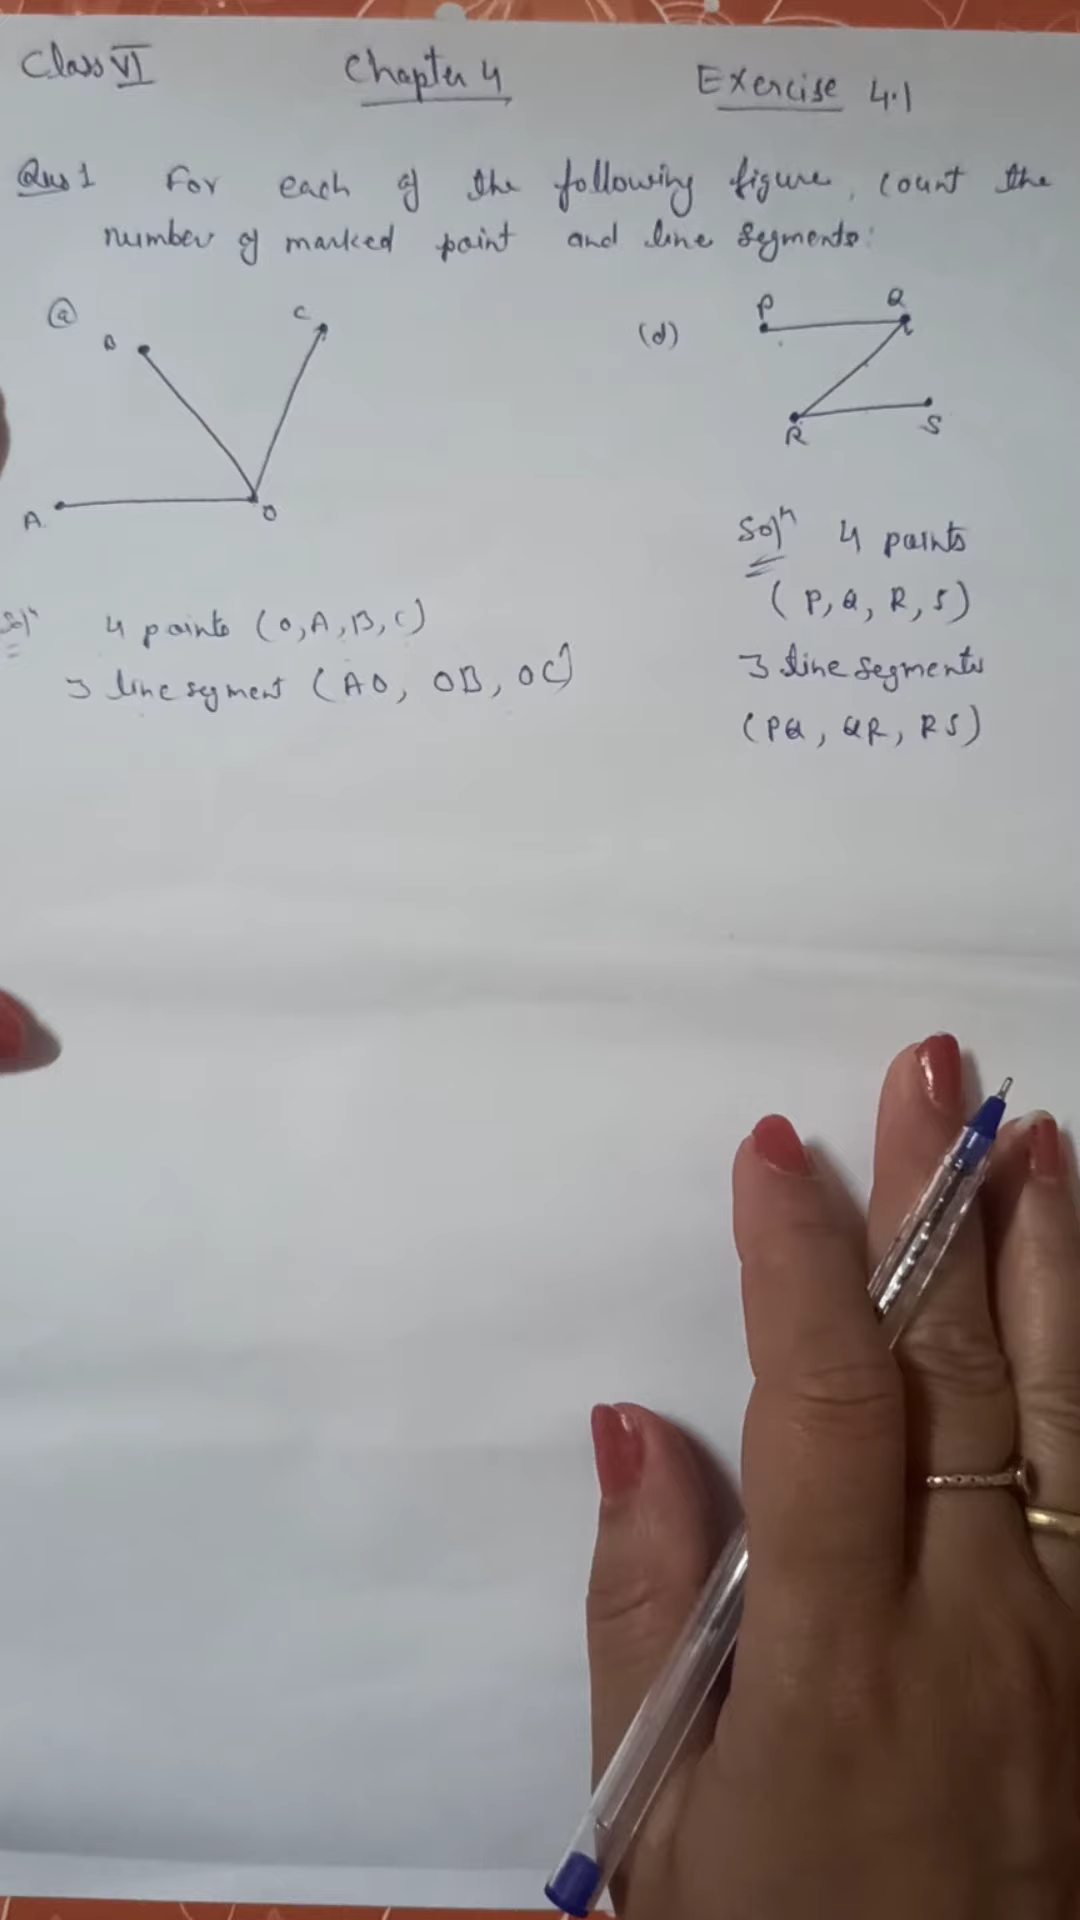 Class VI Chapter 4 Exercise 4.1
Ques 1 For each of the following figure, count the
number of marked point and line segments:
(a)
B
C
A
O
(d)
P
Q
R
S
Solⁿ 4 points (O, A, B, C)
3 line segment (AO, OB, OC)
Solⁿ 4 points
(P, Q, R, S)
3 line segments
(PQ, QR, RS)